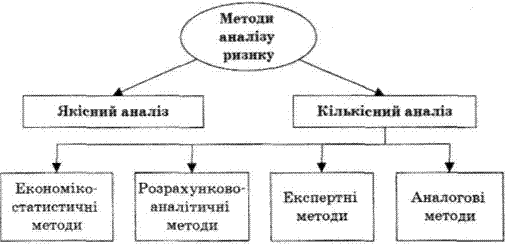 Методи
аналізу
ризику
Якісний аналіз
Кількісний аналіз
Економіко-
статистичні
методи
Розрахунково-
аналітичні
методи
Експертні
методи
Аналогові
методи